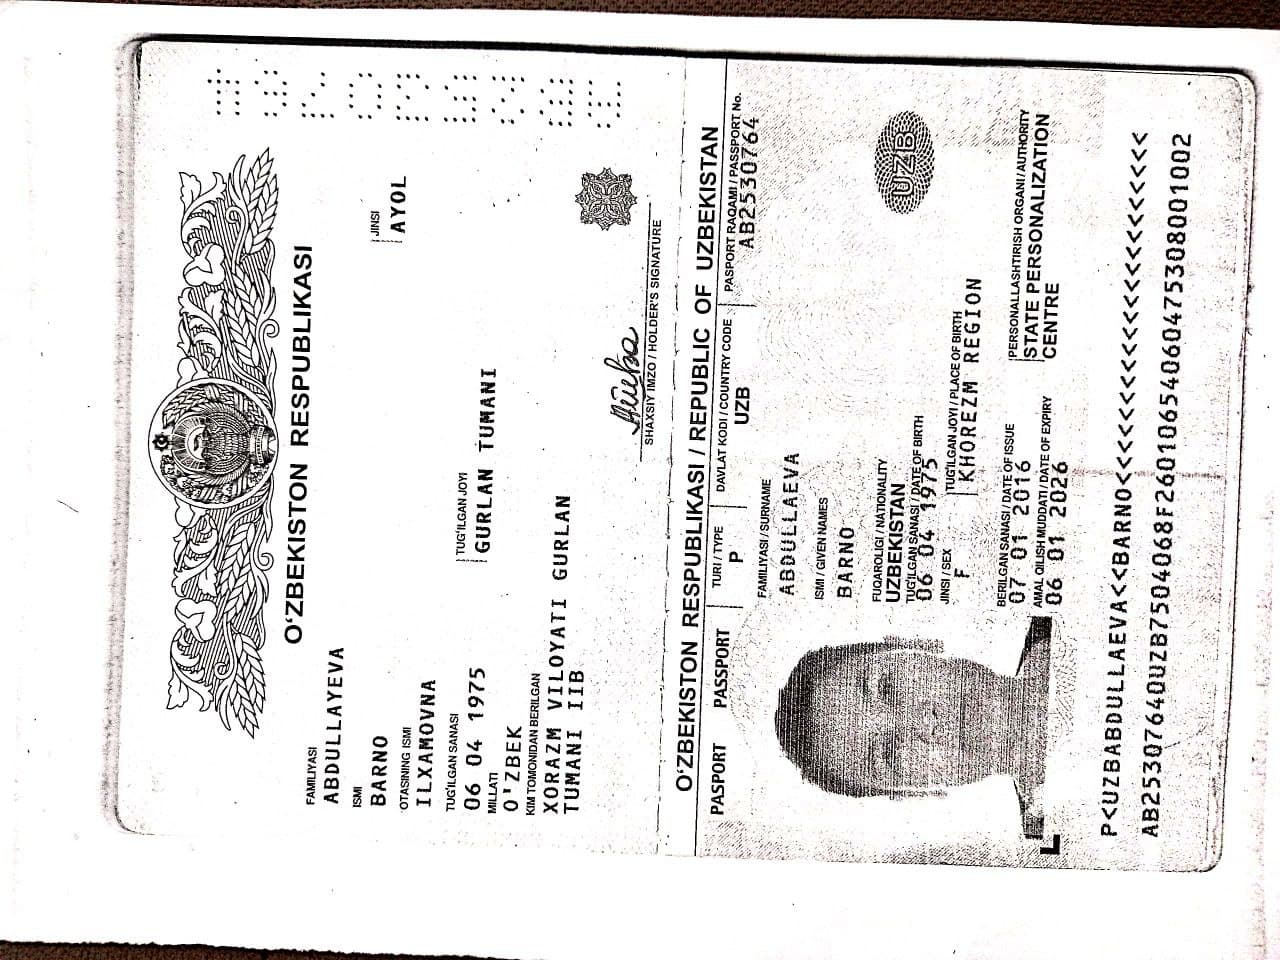 O'ZBEKISTON RESPUBLIKASI
FAMILIYASI
ABDULLAYEVA
ISMI
BARNO
JINSI
AYOL
OTASINING ISMI
ILXAMOVNA
TUG'ILGAN SANASI
06 04 1975
TUG'ILGAN JOYI
GURLAN TUMANI
MILLATI
O'ZBEK
KIM TOMONIDAN BERILGAN
XORAZM VILOYATI GURLAN
TUMANI IIB
SHAXSIY IMZO / HOLDER'S SIGNATURE
O'ZBEKISTON RESPUBLIKASI / REPUBLIC OF UZBEKISTAN
PASPORT PASSPORT
TURI / TYPE
P
DAVLAT KODI / COUNTRY CODE
UZB
PASPORT RAQAMI / PASSPORT No.
AB2530764
FAMILIYASI / SURNAME
ABDULLAEVA
ISMI / GIVEN NAMES
BARNO
FUQAROLIGI / NATIONALITY
UZBEKISTAN
UZB
TUG'ILGAN SANASI / DATE OF BIRTH
06 04 1975
JINSI / SEX
F
TUG'ILGAN JOYI / PLACE OF BIRTH
KHOREZM REGION
BERILGAN SANASI / DATE OF ISSUE
07 01 2016
AMAL QILISH MUDDATI / DATE OF EXPIRY
06 01 2026
PERSONALLASHTIRISH ORGANI / AUTHORITY
STATE PERSONALIZATION
CENTRE
P<UZBABDULLAEVA<<BARNO<<<<<<<<<<<<<<<<<<<<<<
AB25307640UZB7504068F26010654060475308001002